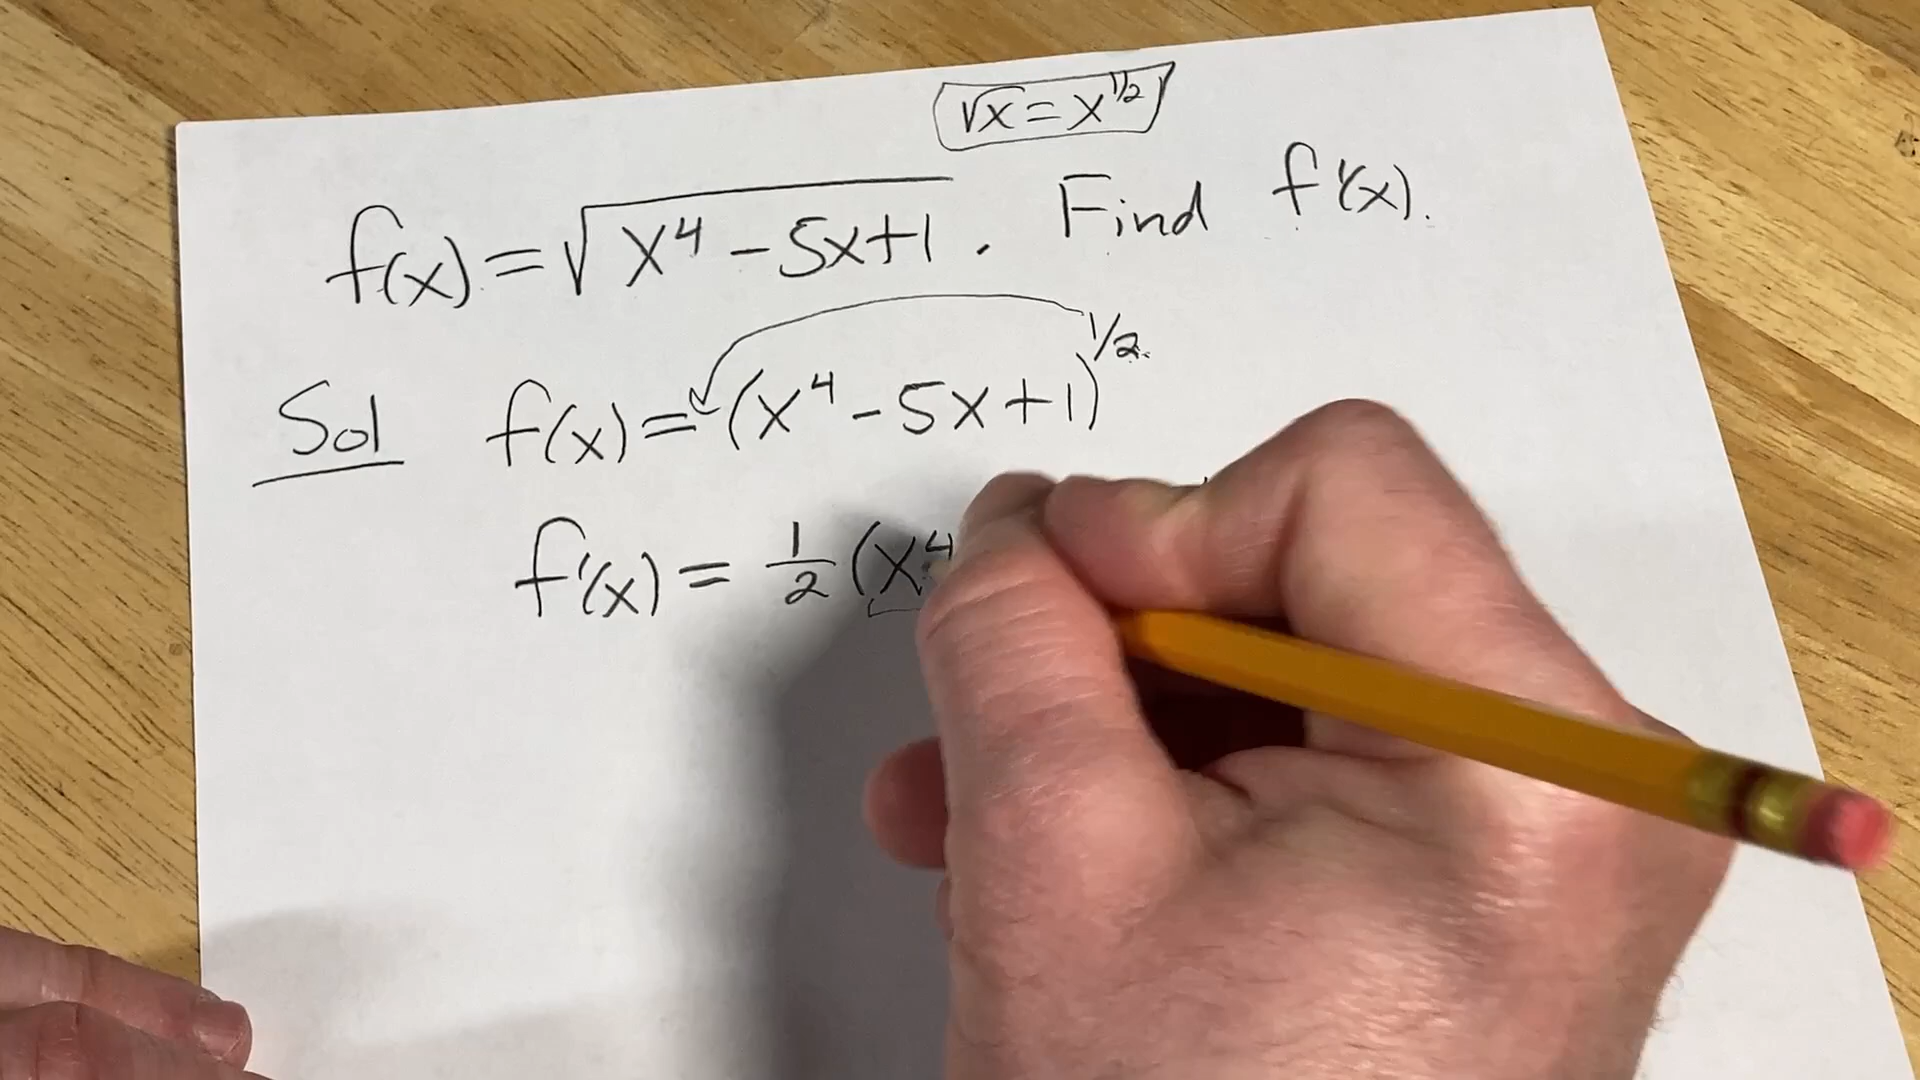 √x = x^1/2
f(x) = √x⁴ - 5x+1 . Find f'(x).
Sol f(x) = (x⁴ - 5x + 1)^1/2
f'(x) = 1/2 (x⁴